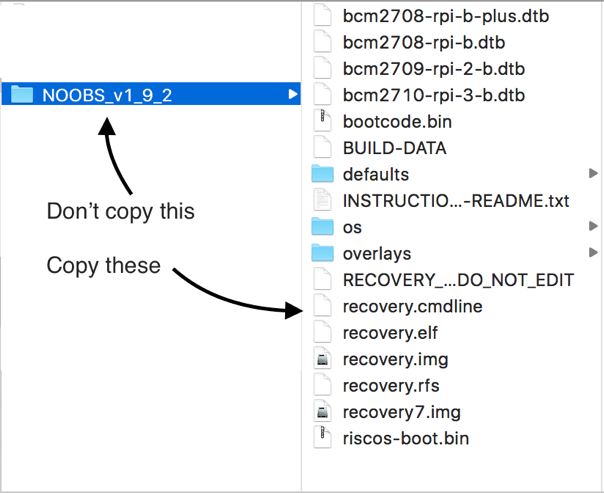 NOOBS_v1_9_2
Don't copy this
Copy these
bcm2708-rpi-b-plus.dtb
bcm2708-rpi-b.dtb
bcm2709-rpi-2-b.dtb
bcm2710-rpi-3-b.dtb
bootcode.bin
BUILD-DATA
defaults
INSTRUCTIO...-README.txt
os
overlays
RECOVERY_...DO_NOT_EDIT
recovery.cmdline
recovery.elf
recovery.img
recovery.rfs
recovery7.img
riscos-boot.bin